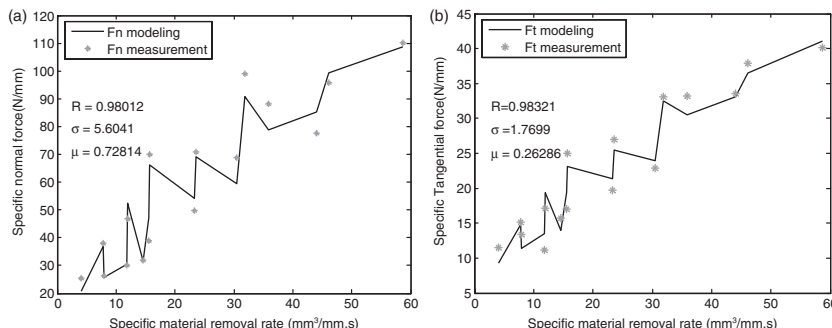 (a)
120
110
100
90
80
70
60
50
40
30
20
Specific normal force(N/mm)
Fn modeling
Fn measurement
R = 0.98012
σ = 5.6041
μ = 0.72814
0 10 20 30 40 50 60
Specific material removal rate (mm³/mm.s)
(b)
45
40
35
30
25
20
15
10
5
0
Specific Tangential force(N/mm)
Ft modeling
Ft measurement
R=0.98321
σ =1.7699
μ = 0.26286
0 10 20 30 40 50 60
Specific material removal rate (mm³/mm.s)